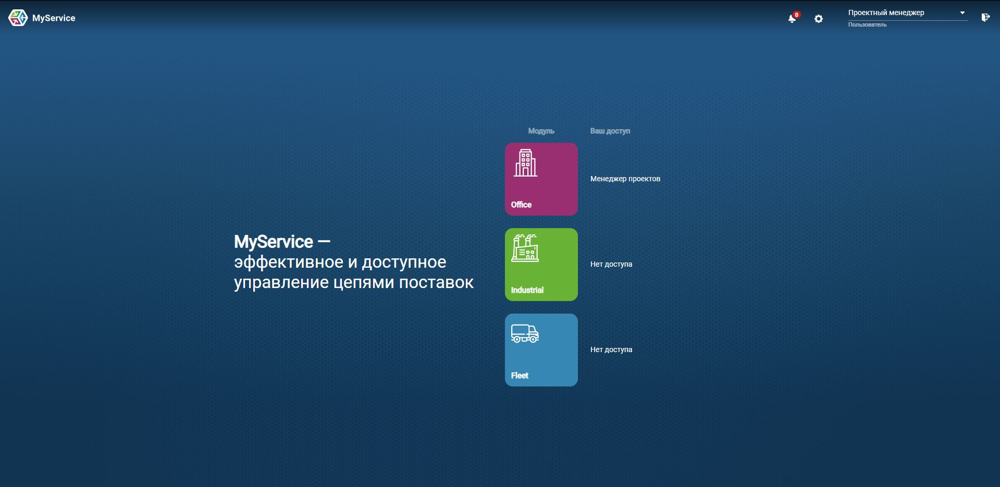 MyService
0
Проектный менеджер
Пользователь
Модуль
Ваш доступ
Office
Менеджер проектов
MyService —
эффективное и доступное
управление цепями поставок
Industrial
Нет доступа
Fleet
Нет доступа